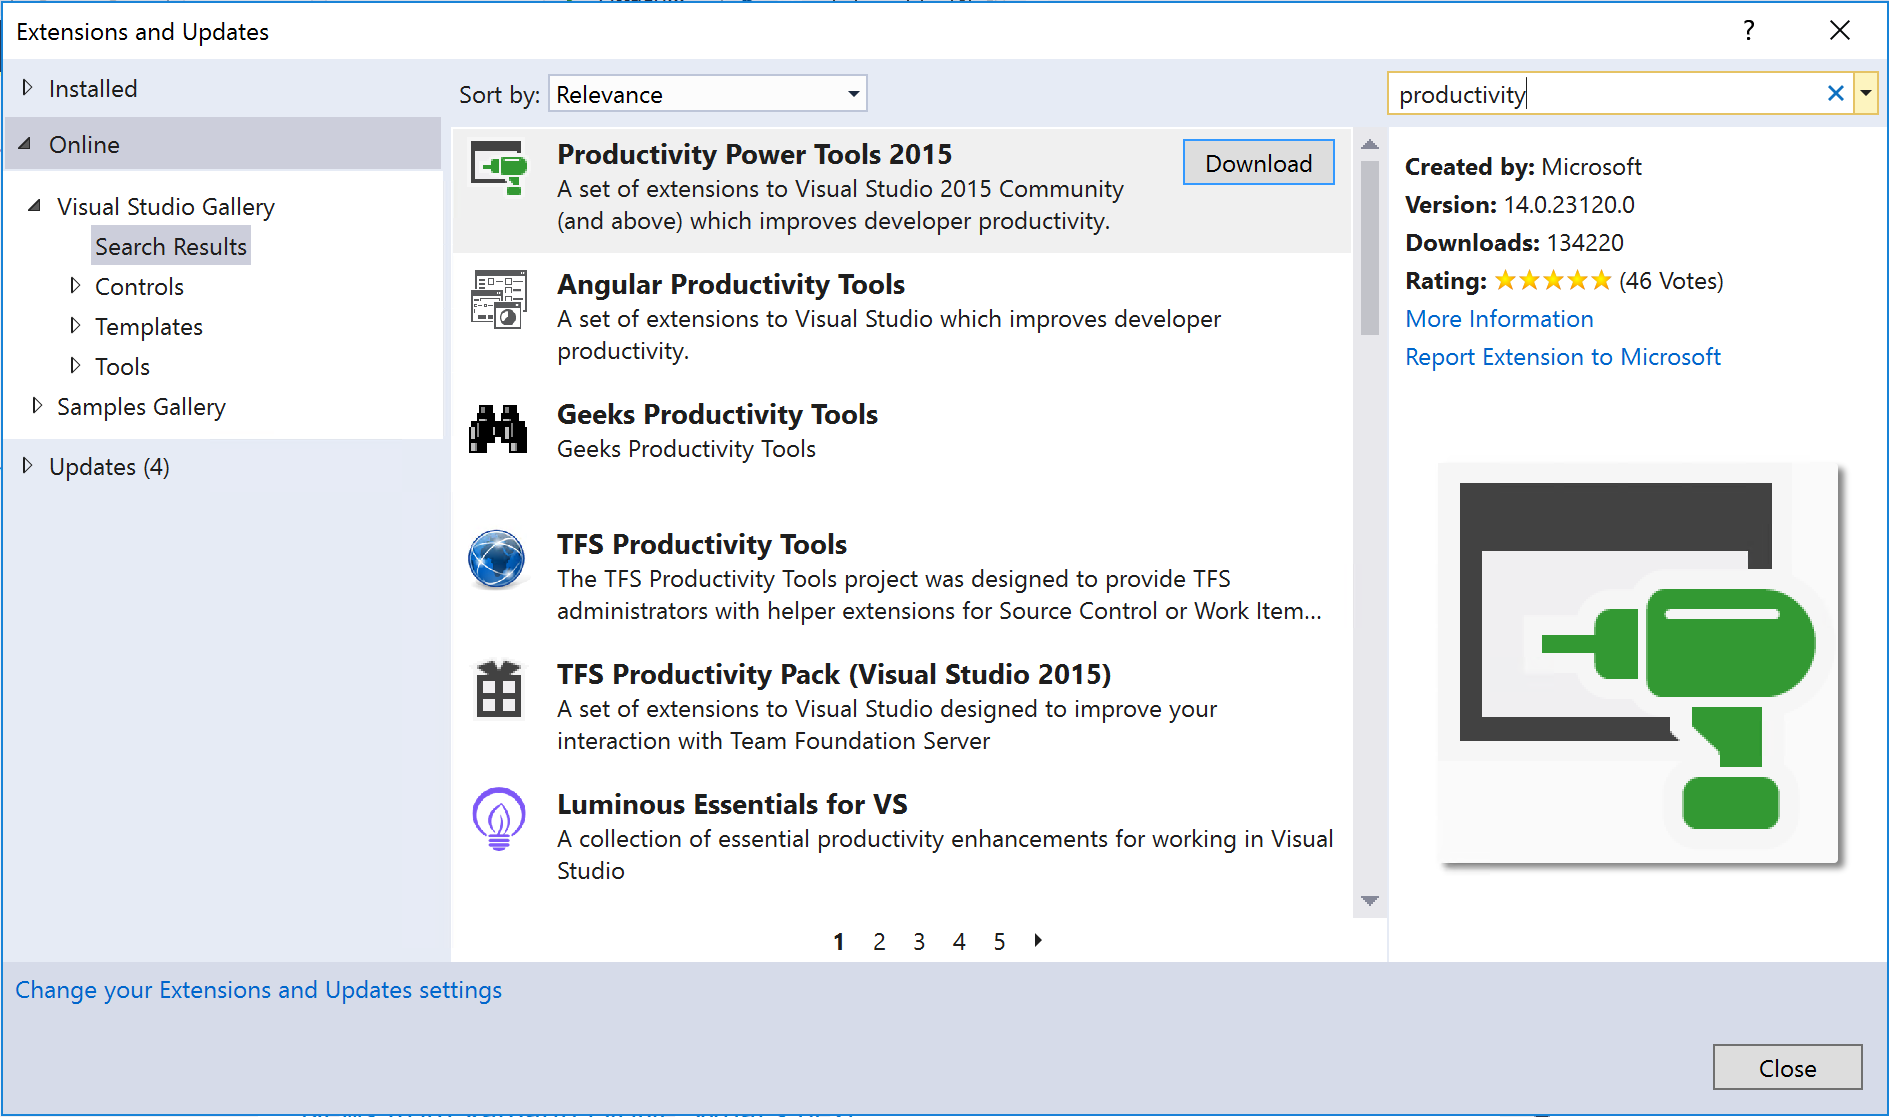 Extensions and Updates
?
Installed
Online
Visual Studio Gallery
Search Results
Controls
Templates
Tools
Samples Gallery
Updates (4)
Sort by: Relevance
productivity
Productivity Power Tools 2015
Download
A set of extensions to Visual Studio 2015 Community
(and above) which improves developer productivity.
Angular Productivity Tools
A set of extensions to Visual Studio which improves developer
productivity.
Geeks Productivity Tools
Geeks Productivity Tools
TFS Productivity Tools
The TFS Productivity Tools project was designed to provide TFS
administrators with helper extensions for Source Control or Work Item...
TFS Productivity Pack (Visual Studio 2015)
A set of extensions to Visual Studio designed to improve your
interaction with Team Foundation Server
Luminous Essentials for VS
A collection of essential productivity enhancements for working in Visual
Studio
1 2 3 4 5
Created by: Microsoft
Version: 14.0.23120.0
Downloads: 134220
Rating: (46 Votes)
More Information
Report Extension to Microsoft
Change your Extensions and Updates settings
Close